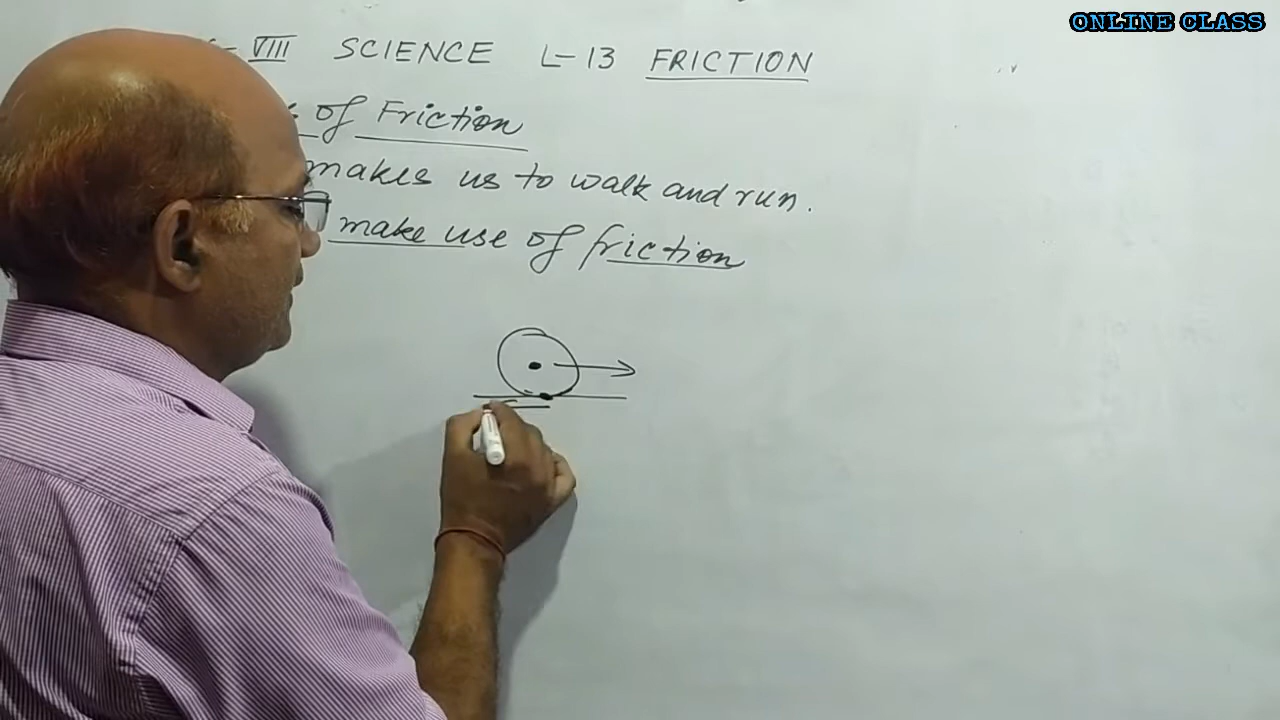 ONLINE CLASS
VIII SCIENCE L-13 FRICTION
of Friction
makes us to walk and run.
make use of friction